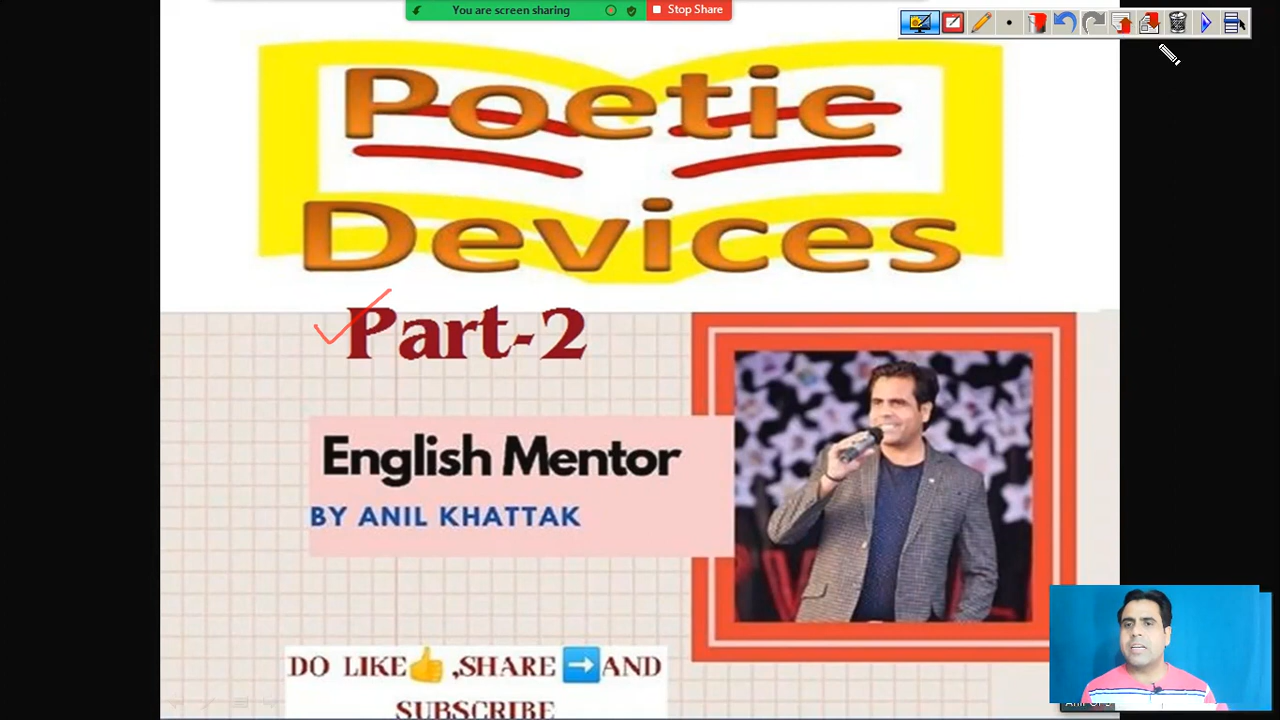 You are screen sharing
Stop Share
Poetic
Devices
Part-2
English Mentor
BY ANIL KHATTAK
DO LIKE👍,SHARE ➡️AND
SUBSCRIBE